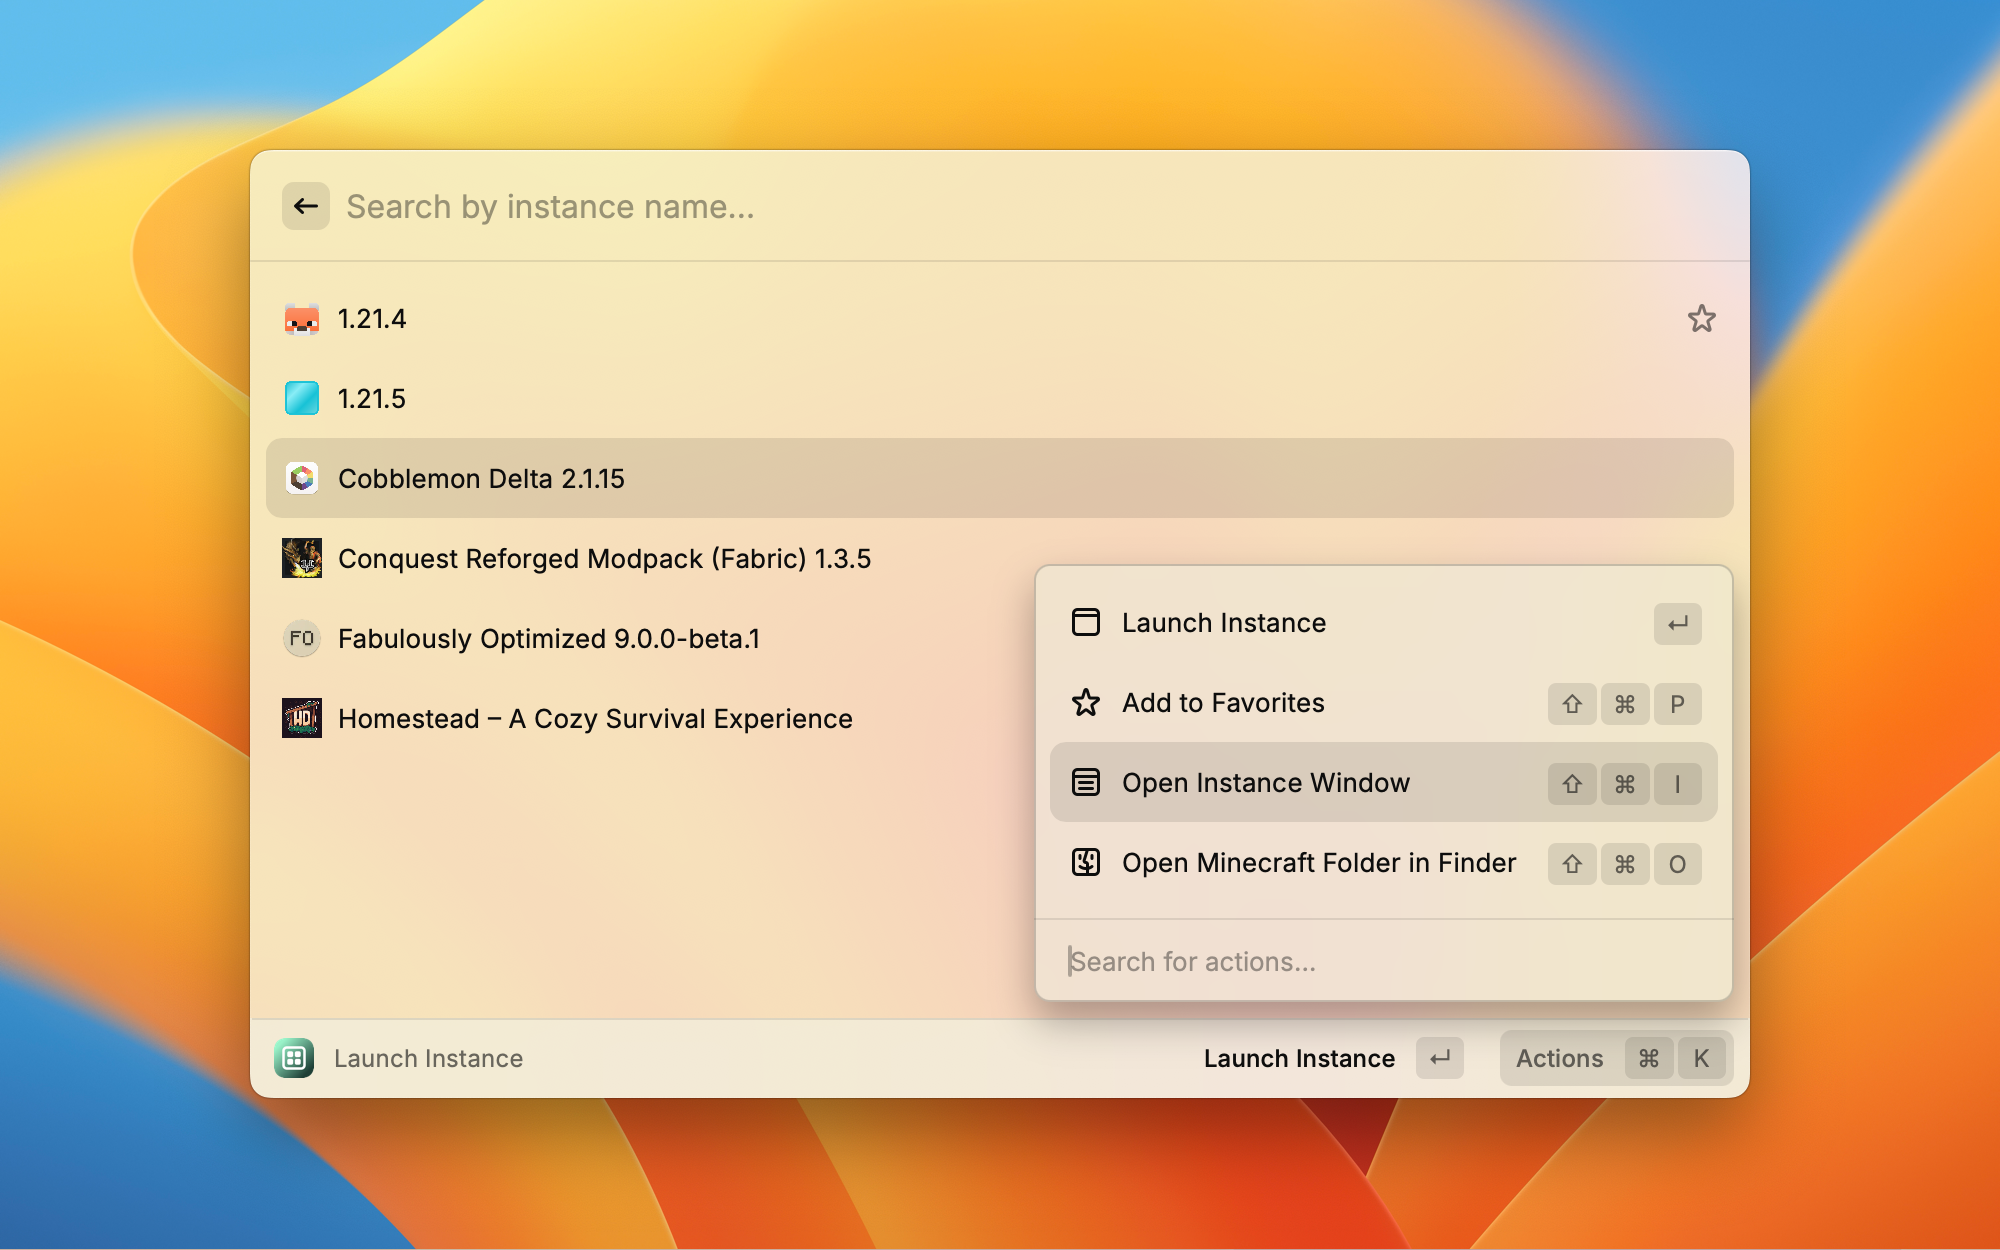 Search by instance name...
1.21.4
1.21.5
Cobblemon Delta 2.1.15
Conquest Reforged Modpack (Fabric) 1.3.5
FO Fabulously Optimized 9.0.0-beta.1
HD Homestead – A Cozy Survival Experience
Launch Instance ↵
Add to Favorites ⇧ ⌘ P
Open Instance Window ⇧ ⌘ I
Open Minecraft Folder in Finder ⇧ ⌘ O
Search for actions...
Launch Instance Launch Instance ↵ Actions ⌘ K